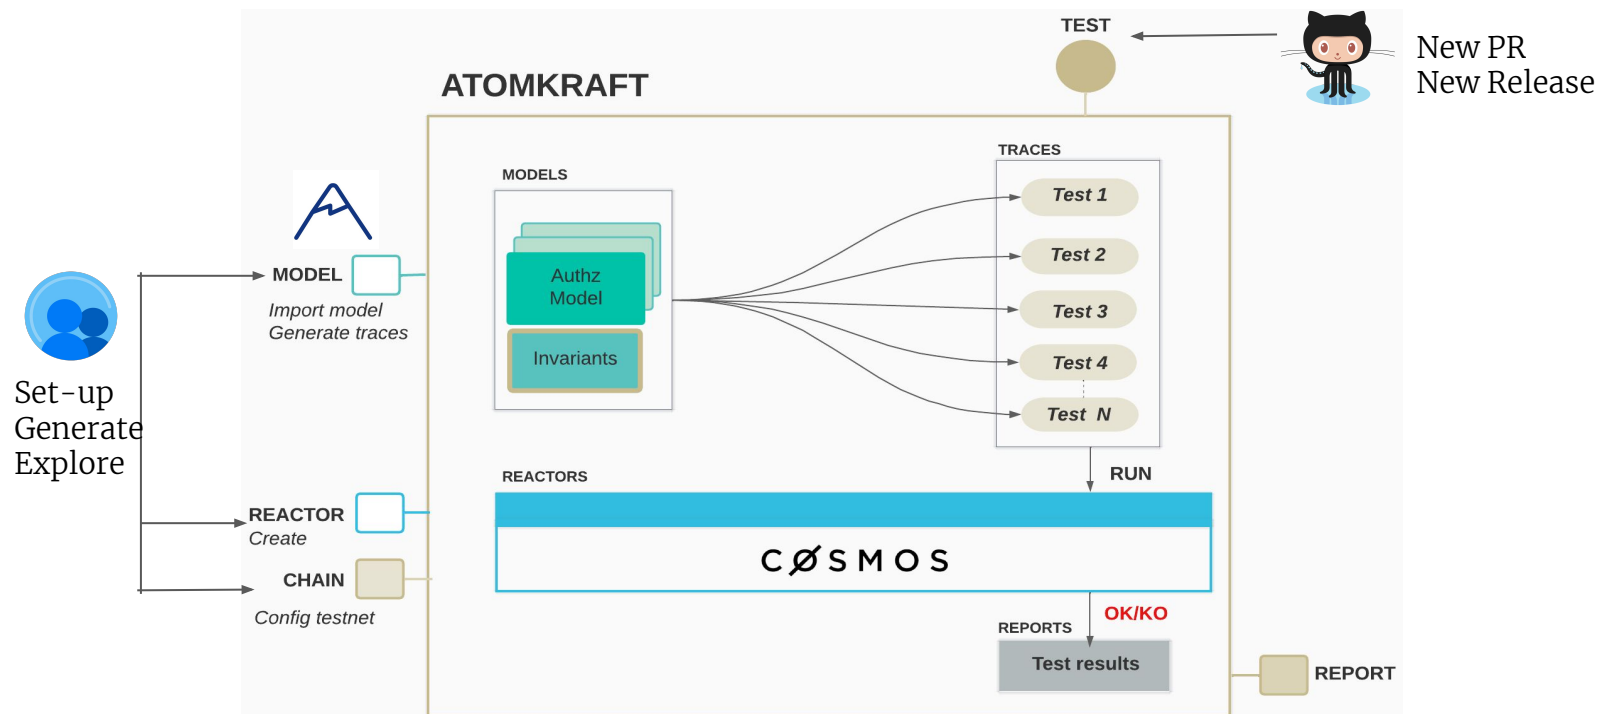 TEST
New PR
New Release
ATOMKRAFT
TRACES
MODELS
Test 1
Test 2
Test 3
Test 4
Test N
Authz
Model
Invariants
MODEL
Import model
Generate traces
Set-up
Generate
Explore
RUN
REACTORS
REACTOR
Create
CØSMOS
CHAIN
Config testnet
OK/KO
REPORTS
Test results
REPORT